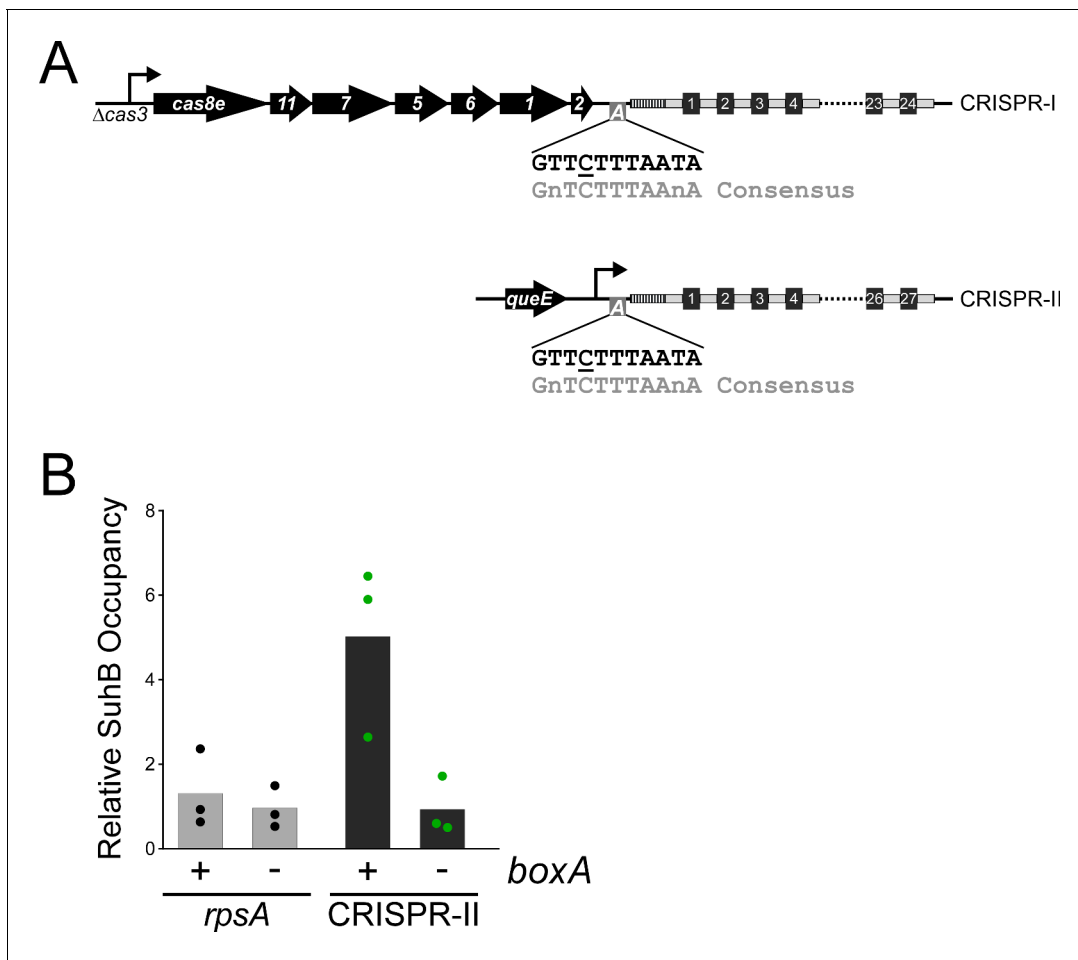 A
Δcas3 cas8e 11 7 5 6 1 2 A 1 2 3 4 23 24 CRISPR-I
GTTCTTTAATA
GnTCTTTAAnA Consensus
queE A 1 2 3 4 26 27 CRISPR-II
GTTCTTTAATA
GnTCTTTAAnA Consensus
B
Relative SuhB Occupancy
8
6
4
2
0
+ - + - boxA
rpsA CRISPR-II